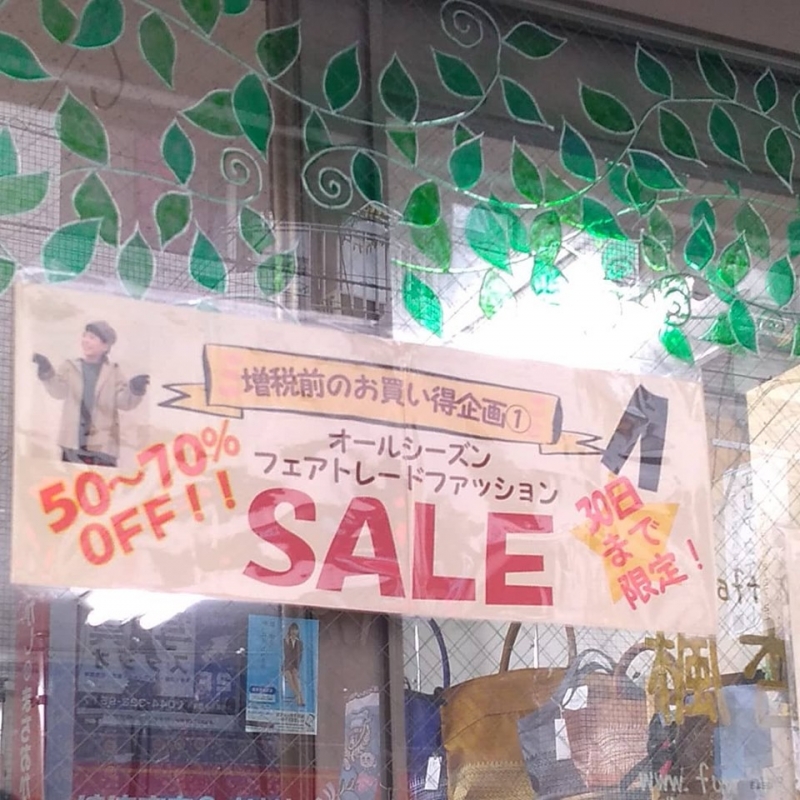 増税前のお買い得企画①
オールシーズン
フェアトレードファッション
50～70%
OFF!!
SALE
30日
まで
限定!